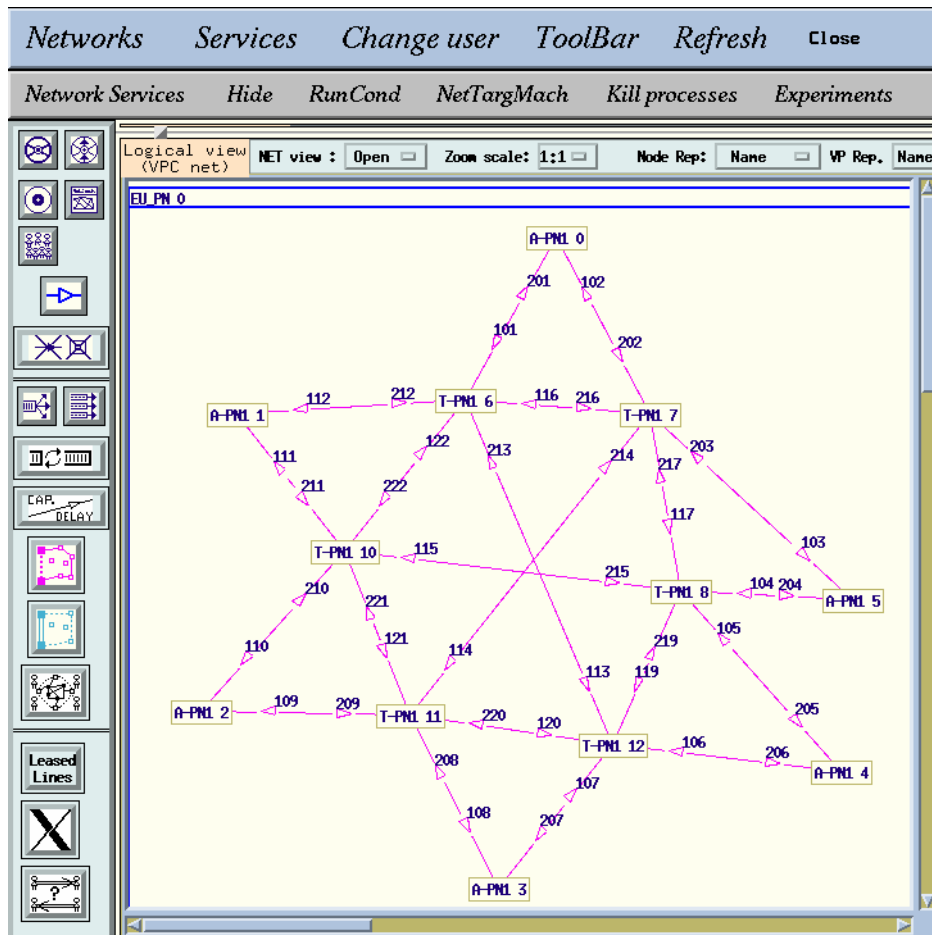 Networks Services Change user ToolBar Refresh Close
Network Services Hide RunCond NetTargMach Kill processes Experiments
Logical view
(VPC net)
NET view : Open Zoom scale: 1:1 Node Rep: Name VP Rep. Name
EU_PN 0
A-PN1 0
201 102
101 202
112 212 T-PN1 6 116 216 T-PN1 7
A-PN1 1
122 213 214 203
111 217
211 222 117
T-PN1 10 115 103
215 104 204
210 T-PN1 8 A-PN1 5
221 105
110 121 114 219
113 119
109 209 205
A-PN1 2 T-PN1 11 220 120
T-PN1 12 106
208 206 A-PN1 4
107
108 207
A-PN1 3
CAP.
DELAY
Leased
Lines
?